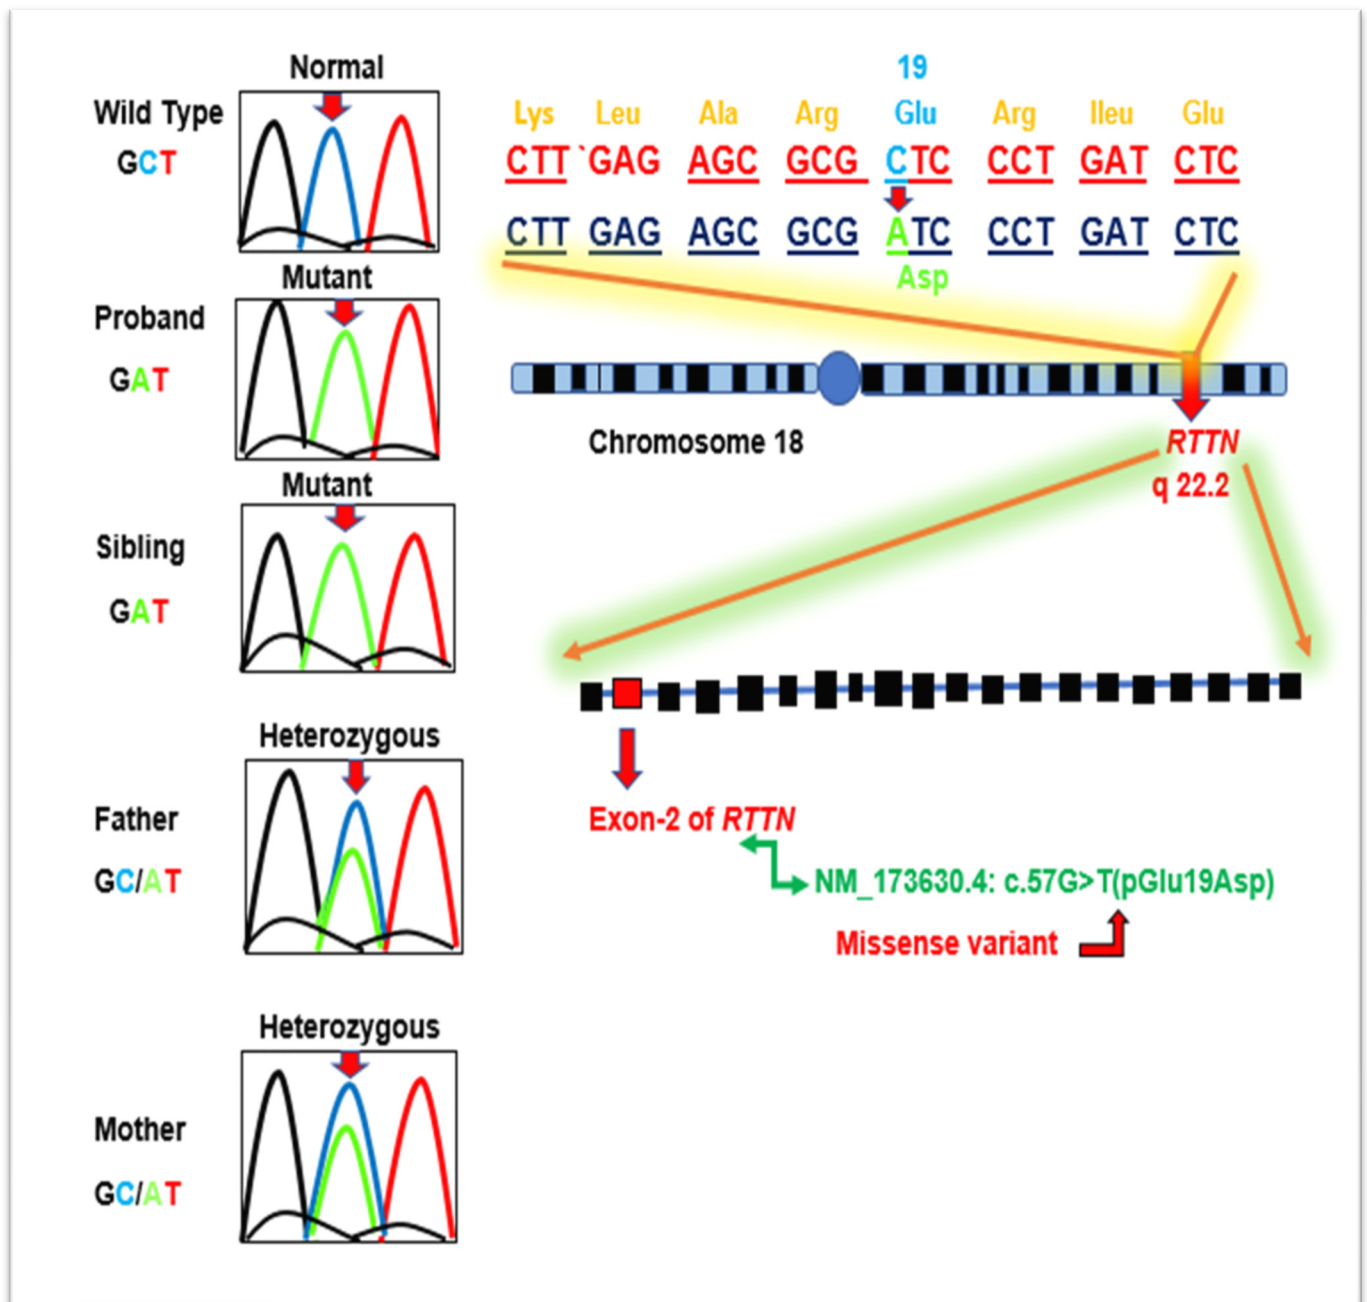 Normal
Wild Type
GCT
Mutant
Proband
GAT
Mutant
Sibling
GAT
Heterozygous
Father
GC/AT
Heterozygous
Mother
GC/AT
19
Lys Leu Ala Arg Glu Arg Ileu Glu
CTT `GAG AGC GCG CTC CCT GAT CTC
CTT GAG AGC GCG ATC CCT GAT CTC
Asp
Chromosome 18
RTTN
q 22.2
Exon-2 of RTTN
NM_173630.4: c.57G>T(pGlu19Asp)
Missense variant